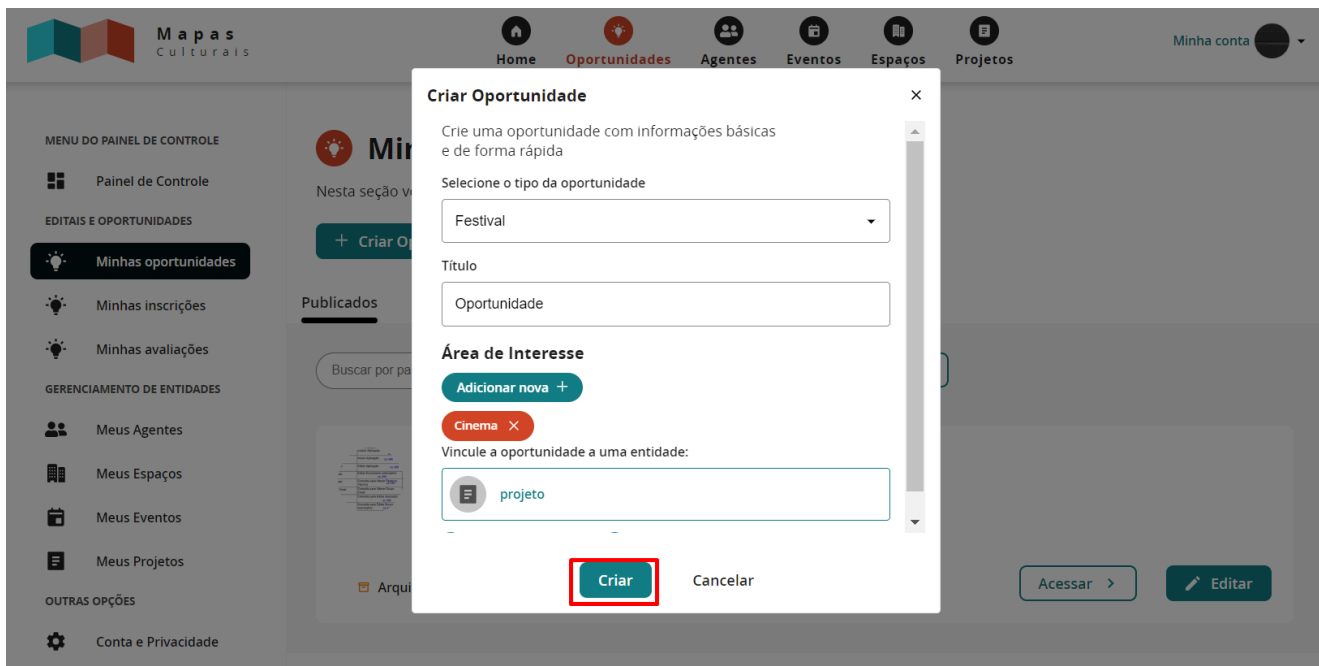 Mapas
Culturais
Home
Oportunidades
Agentes
Eventos
Espaços
Projetos
Minha conta
MENU DO PAINEL DE CONTROLE
Painel de Controle
EDITAIS E OPORTUNIDADES
Minhas oportunidades
Minhas inscrições
Minhas avaliações
GERENCIAMENTO DE ENTIDADES
Meus Agentes
Meus Espaços
Meus Eventos
Meus Projetos
OUTRAS OPÇÕES
Conta e Privacidade
Nesta seção
+ Criar
Publicados
Buscar por
Acessar >
Editar
Criar Oportunidade
×
Crie uma oportunidade com informações básicas
e de forma rápida
Selecione o tipo da oportunidade
Festival
Título
Oportunidade
Área de Interesse
Adicionar nova +
Cinema ×
Vincule a oportunidade a uma entidade:
projeto
Criar
Cancelar